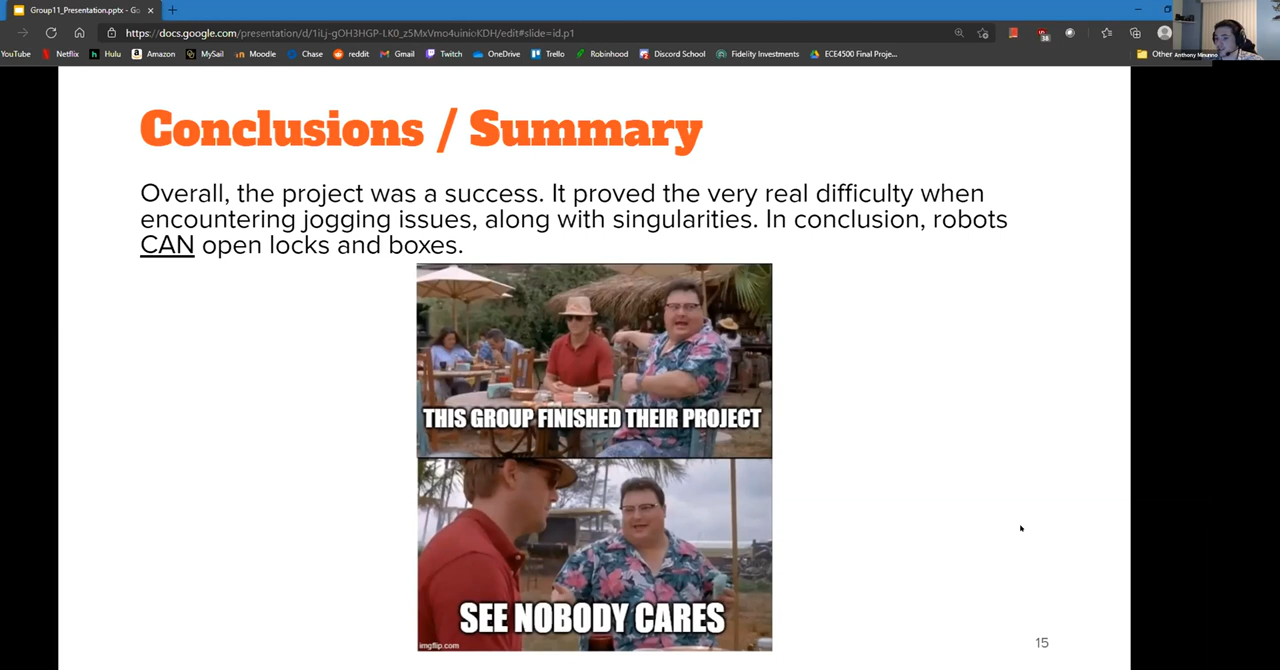 Group11_Presentation.pptx - Go
https://docs.google.com/presentation/d/1iLj-gOH3HGP-LK0_z5MxVmo4uinioKDH/edit#slide=id.p1
38
YouTube Netflix Hulu Amazon MySail Moodle Chase reddit Gmail Twitch OneDrive Trello Robinhood Discord School Fidelity Investments ECE4500 Final Proje... Other
Conclusions / Summary
Overall, the project was a success. It proved the very real difficulty when
encountering jogging issues, along with singularities. In conclusion, robots
CAN open locks and boxes.
THIS GROUP FINISHED THEIR PROJECT
SEE NOBODY CARES
imgflip.com
15